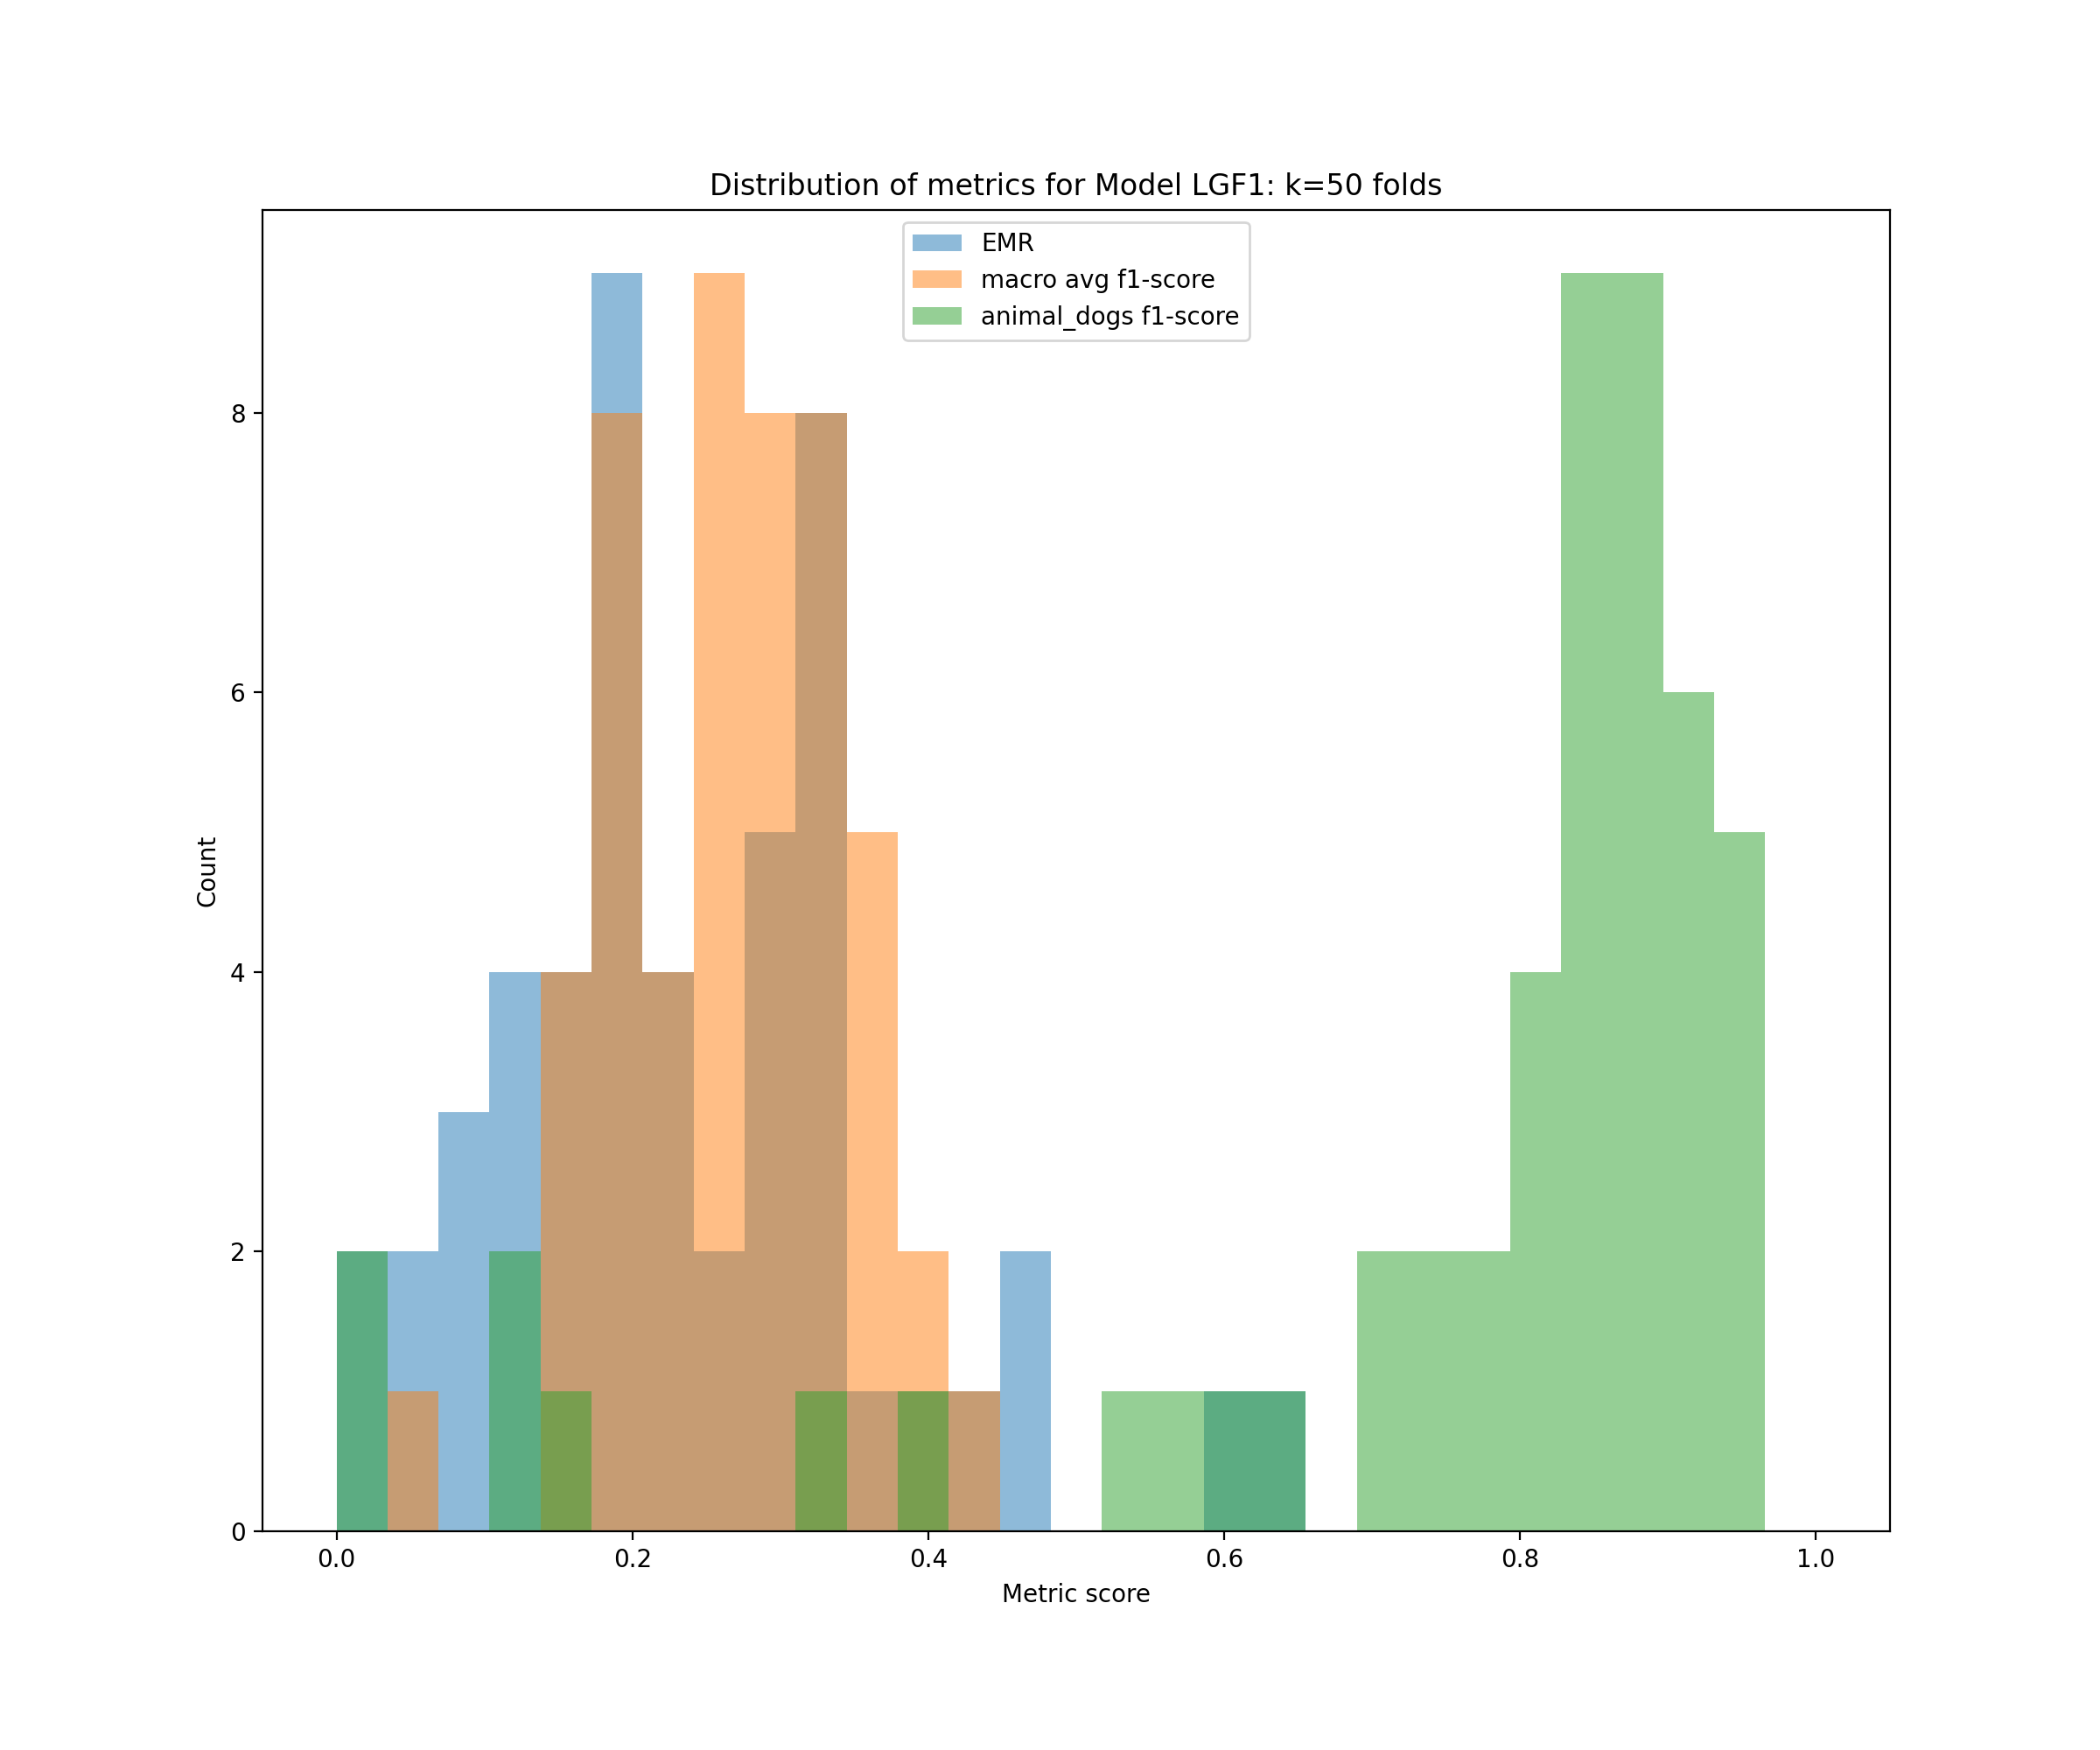 Distribution of metrics for Model LGF1: k=50 folds
EMR
macro avg f1-score
animal_dogs f1-score
8
6
4
2
0
Count
0.0 0.2 0.4 0.6 0.8 1.0
Metric score